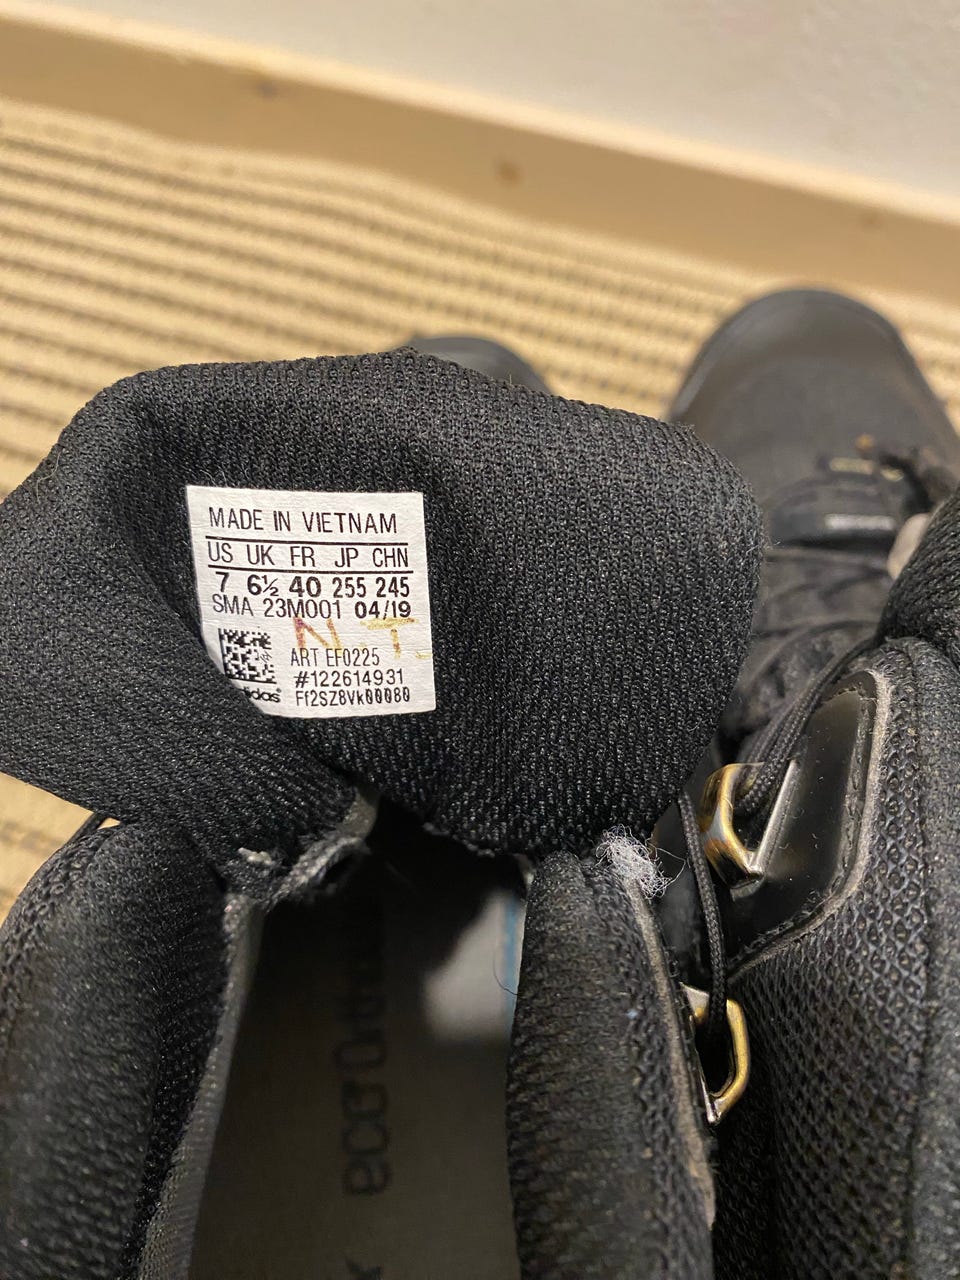 MADE IN VIETNAM
US UK FR JP CHN
7 6½ 40 255 245
SMA 23M001 04/19
N T
ART EF0225
#122614931
Ff2SZ8Vk00080